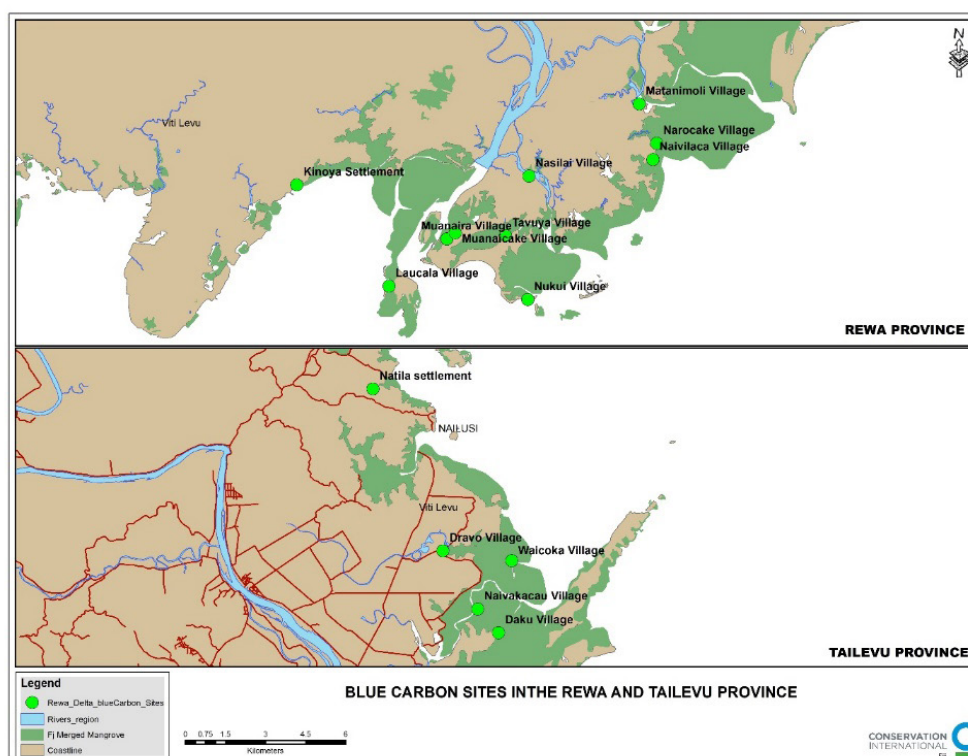 N
Matanimoli Village
Viti Levu
Narocake Village
Naivilaca Village
Kinoya Settlement
Nasilai Village
Muanaira Village
Tavuya Village
Muanaicake Village
Laucala Village
Nukui Village
REWA PROVINCE
Natila settlement
NAILUSI
Viti Levu
Dravo Village
Waicoka Village
Naivakacau Village
Daku Village
TAILEVU PROVINCE
Legend
Rewa_Delta_blueCarbon_Sites
Rivers_region
Fj Merged Mangrove
Coastline
BLUE CARBON SITES INTHE REWA AND TAILEVU PROVINCE
0 0.75 1.5 3 4.5 6
Kilometers
CONSERVATION
INTERNATIONAL